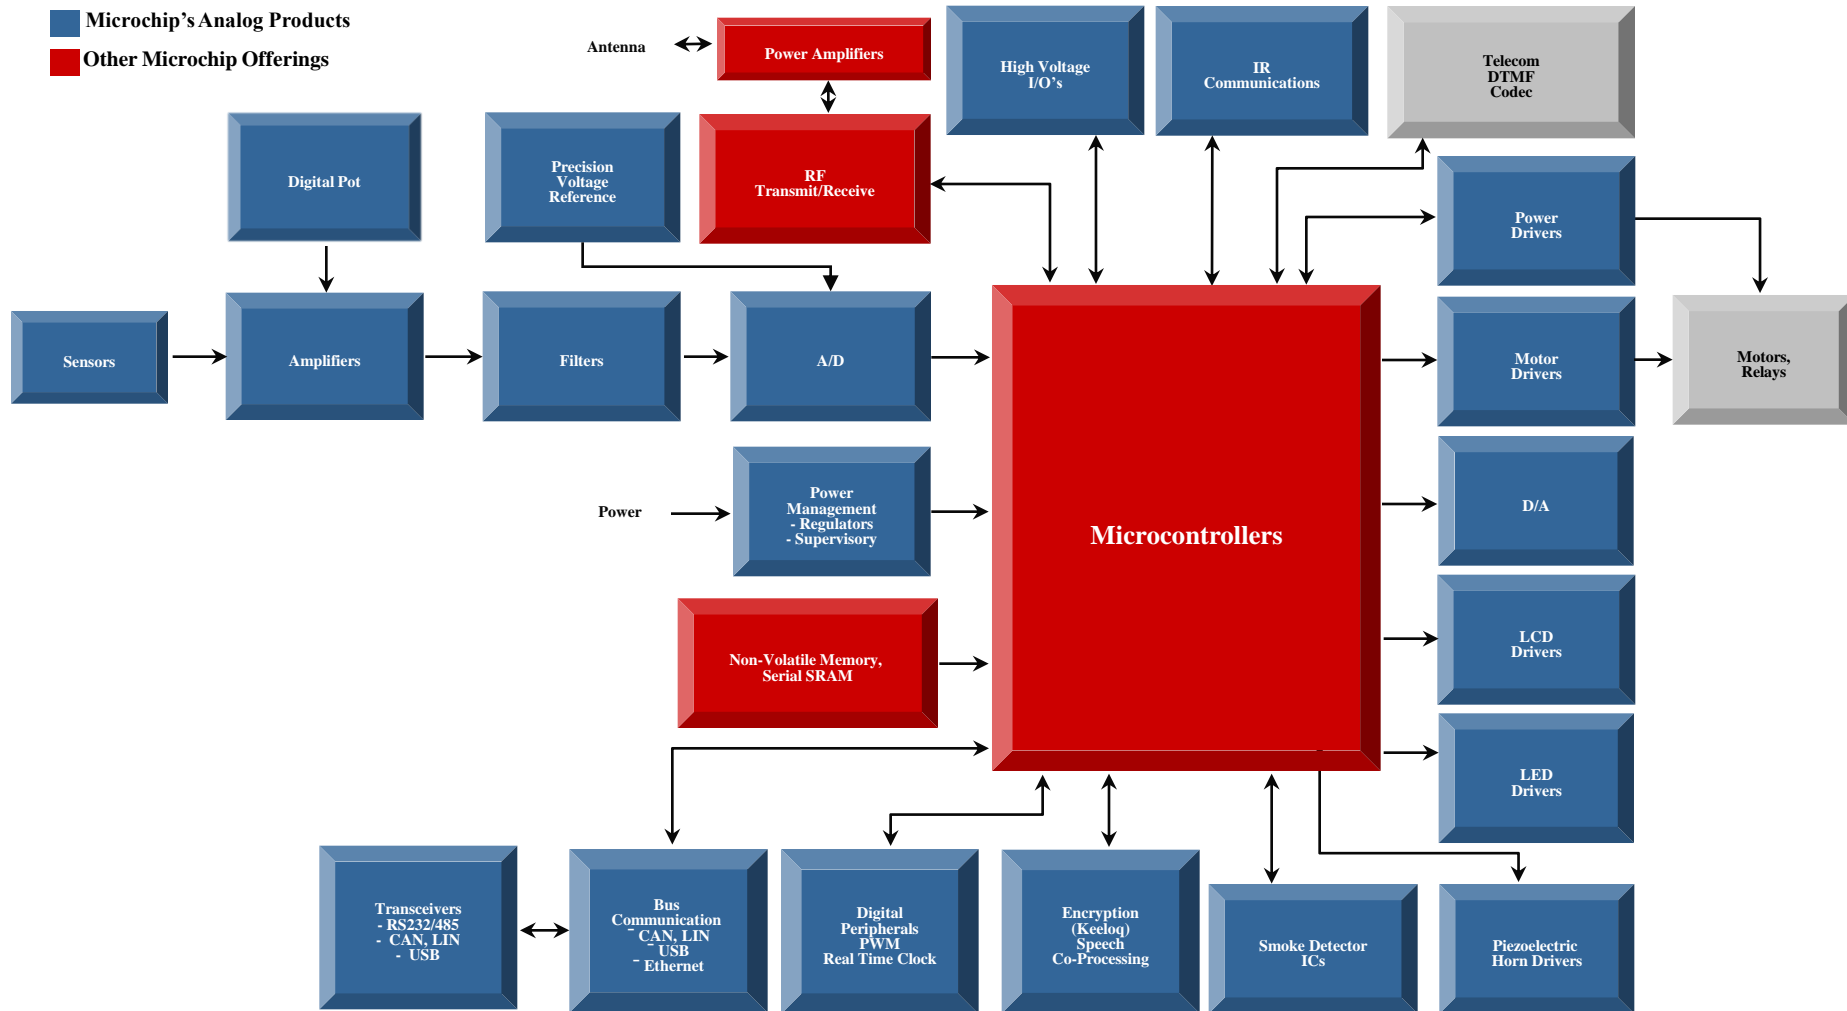 Microchip's Analog Products
Other Microchip Offerings
Antenna
Power Amplifiers
High Voltage
I/O's
IR
Communications
Telecom
DTMF
Codec
Digital Pot
Precision
Voltage
Reference
RF
Transmit/Receive
Power
Drivers
Sensors
Amplifiers
Filters
A/D
Motor
Drivers
Motors,
Relays
Power
Power
Management
- Regulators
- Supervisory
Microcontrollers
D/A
Non-Volatile Memory,
Serial SRAM
LCD
Drivers
LED
Drivers
Transceivers
- RS232/485
- CAN, LIN
- USB
Bus
Communication
- CAN, LIN
- USB
- Ethernet
Digital
Peripherals
PWM
Real Time Clock
Encryption
(Keeloq)
Speech
Co-Processing
Smoke Detector
ICs
Piezoelectric
Horn Drivers